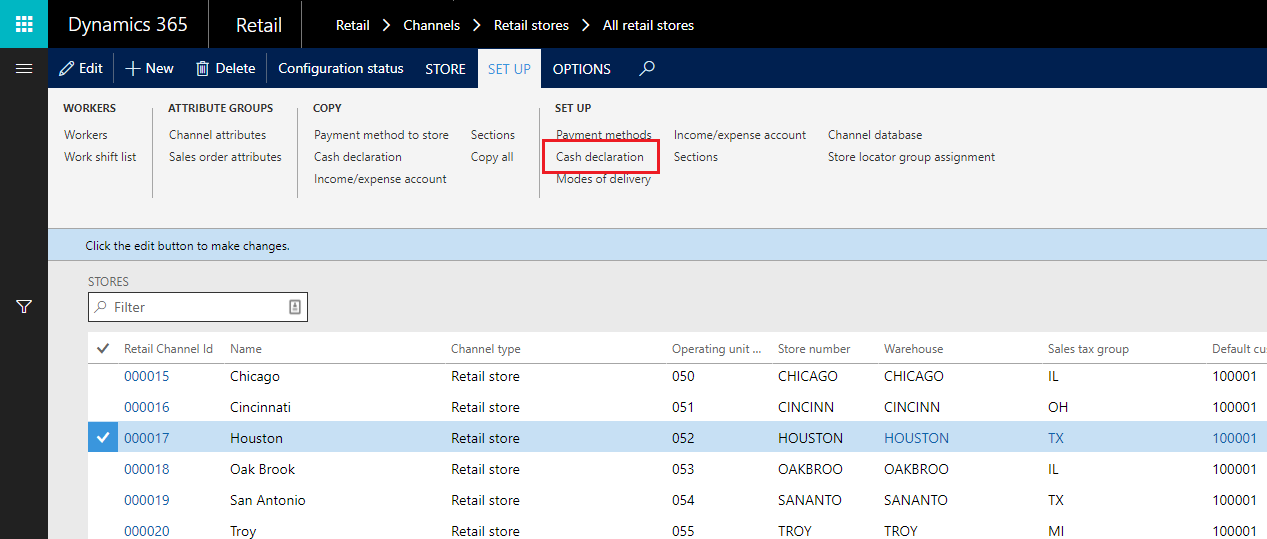 Dynamics 365 Retail Retail > Channels > Retail stores > All retail stores
Edit New Delete Configuration status STORE SET UP OPTIONS
WORKERS ATTRIBUTE GROUPS COPY SET UP
Workers Channel attributes Payment method to store Sections Payment methods Income/expense account Channel database
Work shift list Sales order attributes Cash declaration Copy all Cash declaration Sections Store locator group assignment
Income/expense account Modes of delivery
Click the edit button to make changes.
STORES
Filter
Retail Channel Id Name Channel type Operating unit ... Store number Warehouse Sales tax group Default cu
000015 Chicago Retail store 050 CHICAGO CHICAGO IL 100001
000016 Cincinnati Retail store 051 CINCINN CINCINN OH 100001
000017 Houston Retail store 052 HOUSTON HOUSTON TX 100001
000018 Oak Brook Retail store 053 OAKBROO OAKBROO IL 100001
000019 San Antonio Retail store 054 SANANTO SANANTO TX 100001
000020 Troy Retail store 055 TROY TROY MI 100001